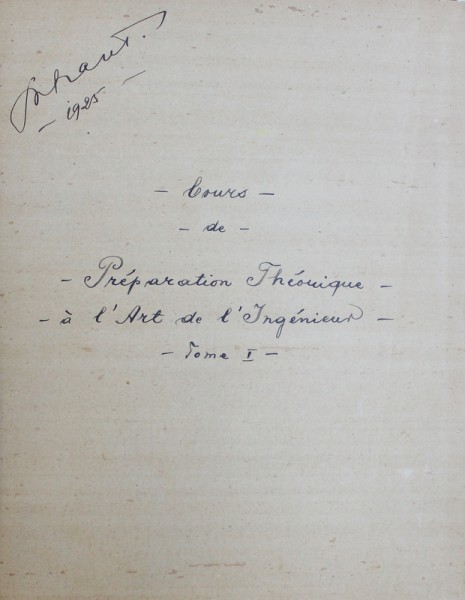 - 1925 -
- Cours -
- de -
- Préparation Théorique -
- à l'Art de l'Ingénieur -
- Tome I -